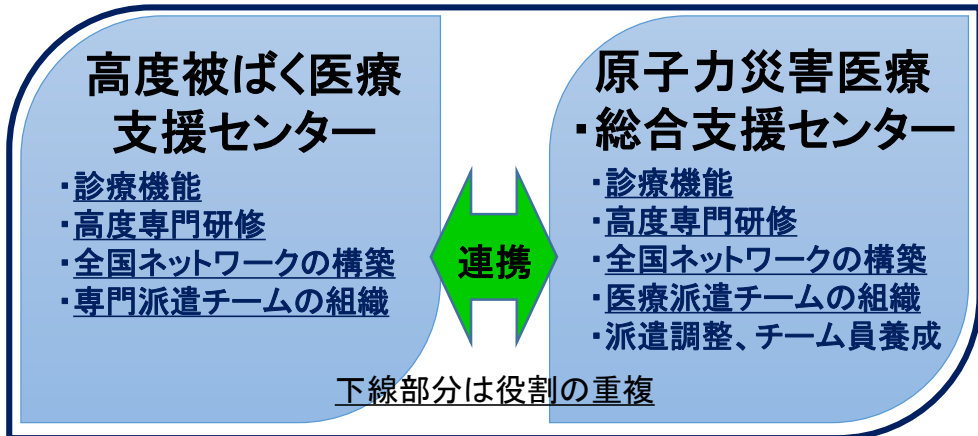 高度被ばく医療
支援センター
・診療機能
・高度専門研修
・全国ネットワークの構築
・専門派遣チームの組織
連携
原子力災害医療
・総合支援センター
・診療機能
・高度専門研修
・全国ネットワークの構築
・医療派遣チームの組織
・派遣調整、チーム員養成
下線部分は役割の重複